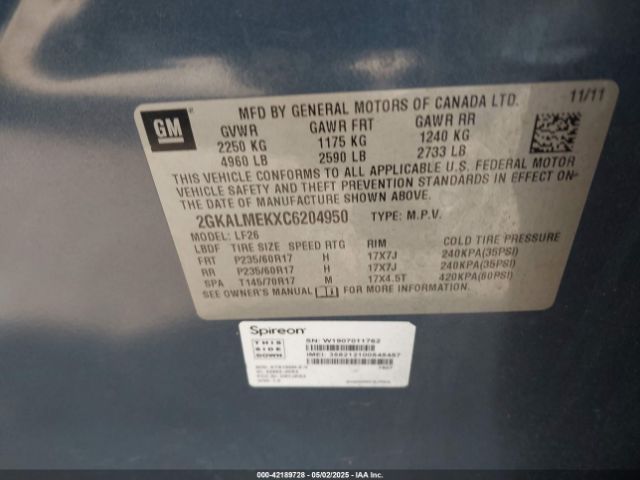 GM
MFD BY GENERAL MOTORS OF CANADA LTD. 11/11
GVWR GAWR FRT GAWR RR
2250 KG 1175 KG 1240 KG
4960 LB 2590 LB 2733 LB
THIS VEHICLE CONFORMS TO ALL APPLICABLE U.S. FEDERAL MOTOR
VEHICLE SAFETY AND THEFT PREVENTION STANDARDS IN EFFECT ON
THE DATE OF MANUFACTURE SHOWN ABOVE.
2GKALMEKXC6204950 TYPE: M.P.V.
MODEL: LF26
LBDF TIRE SIZE SPEED RTG RIM COLD TIRE PRESSURE
FRT P235/60R17 H 17X7J 240KPA(35PSI)
RR P235/60R17 H 17X7J 240KPA(35PSI)
SPA T145/70R17 M 17X4.5T 420KPA(60PSI)
SEE OWNER'S MANUAL FOR MORE INFORMATION.
Spireon
THIS
SIDE
DOWN
SN: W1907011762
000-42189728 - 05/02/2025 - IAA Holdings, LLC - Copyright